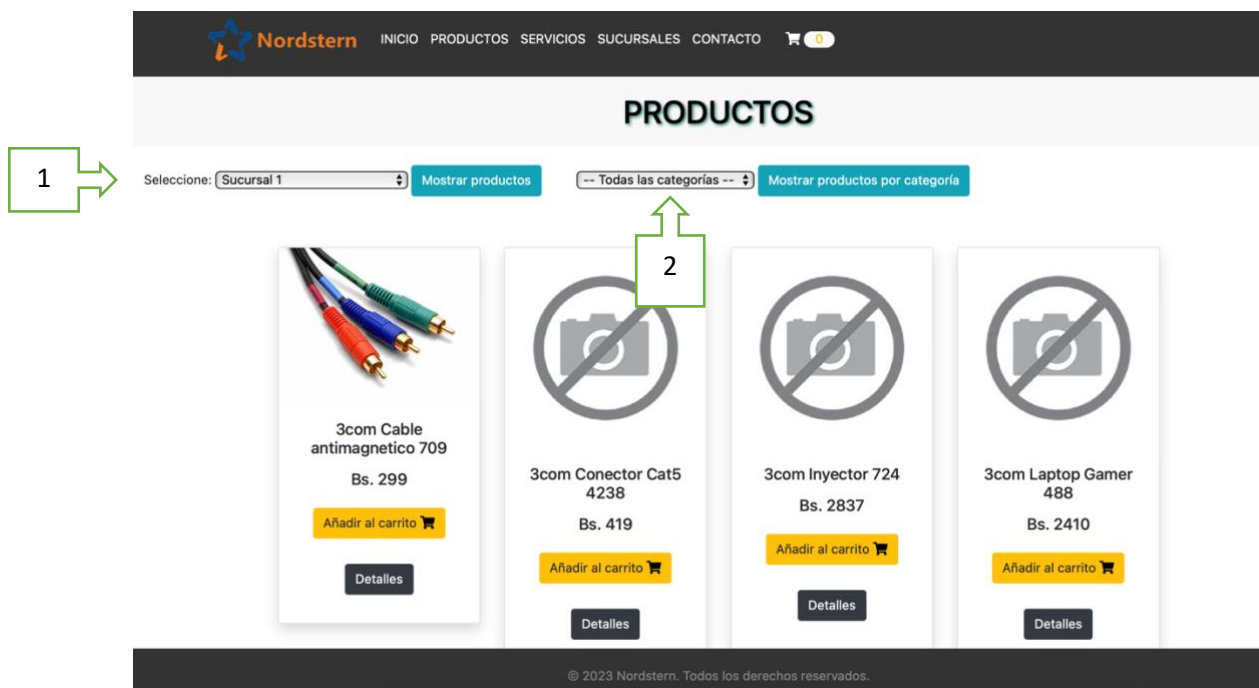 Nordstern INICIO PRODUCTOS SERVICIOS SUCURSALES CONTACTO 0
PRODUCTOS
1
Seleccione: Sucursal 1 Mostrar productos -- Todas las categorías -- Mostrar productos por categoría
2
3com Cable
antimagnetico 709
Bs. 299
Añadir al carrito
Detalles
3com Conector Cat5
4238
Bs. 419
Añadir al carrito
Detalles
3com Inyector 724
Bs. 2837
Añadir al carrito
Detalles
3com Laptop Gamer
488
Bs. 2410
Añadir al carrito
Detalles
© 2023 Nordstern. Todos los derechos reservados.